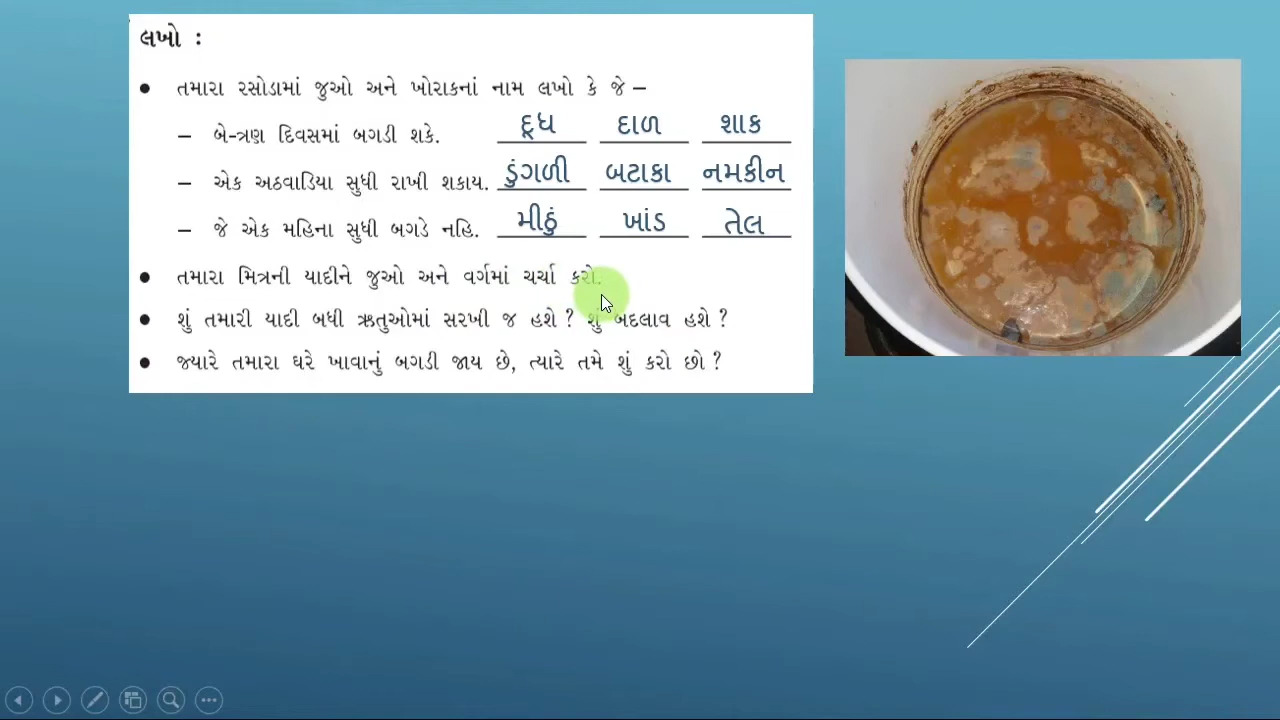 લખો :
• તમારા રસોડામાં જુઓ અને ખોરાકનાં નામ લખો કે જે –
– બે-ત્રણ દિવસમાં બગડી શકે. દૂધ દાળ શાક
– એક અઠવાડિયા સુધી રાખી શકાય. ડુંગળી બટાકા નમકીન
– જે એક મહિના સુધી બગડે નહિ. મીઠું ખાંડ તેલ
• તમારા મિત્રની યાદીને જુઓ અને વર્ગમાં ચર્ચા કરો.
• શું તમારી યાદી બધી ઋતુઓમાં સરખી જ હશે ? શું બદલાવ હશે ?
• જ્યારે તમારા ઘરે ખાવાનું બગડી જાય છે, ત્યારે તમે શું કરો છો ?